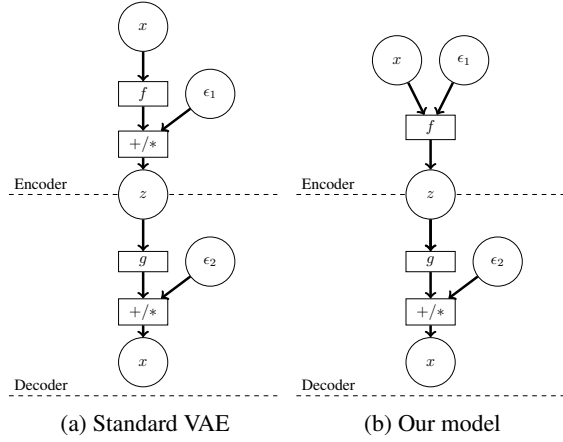 x
x
ϵ₁
f
ϵ₁
+/*
f
Encoder
Encoder
z
z
g
ϵ₂
g
ϵ₂
+/*
+/*
x
x
Decoder
Decoder
(a) Standard VAE
(b) Our model